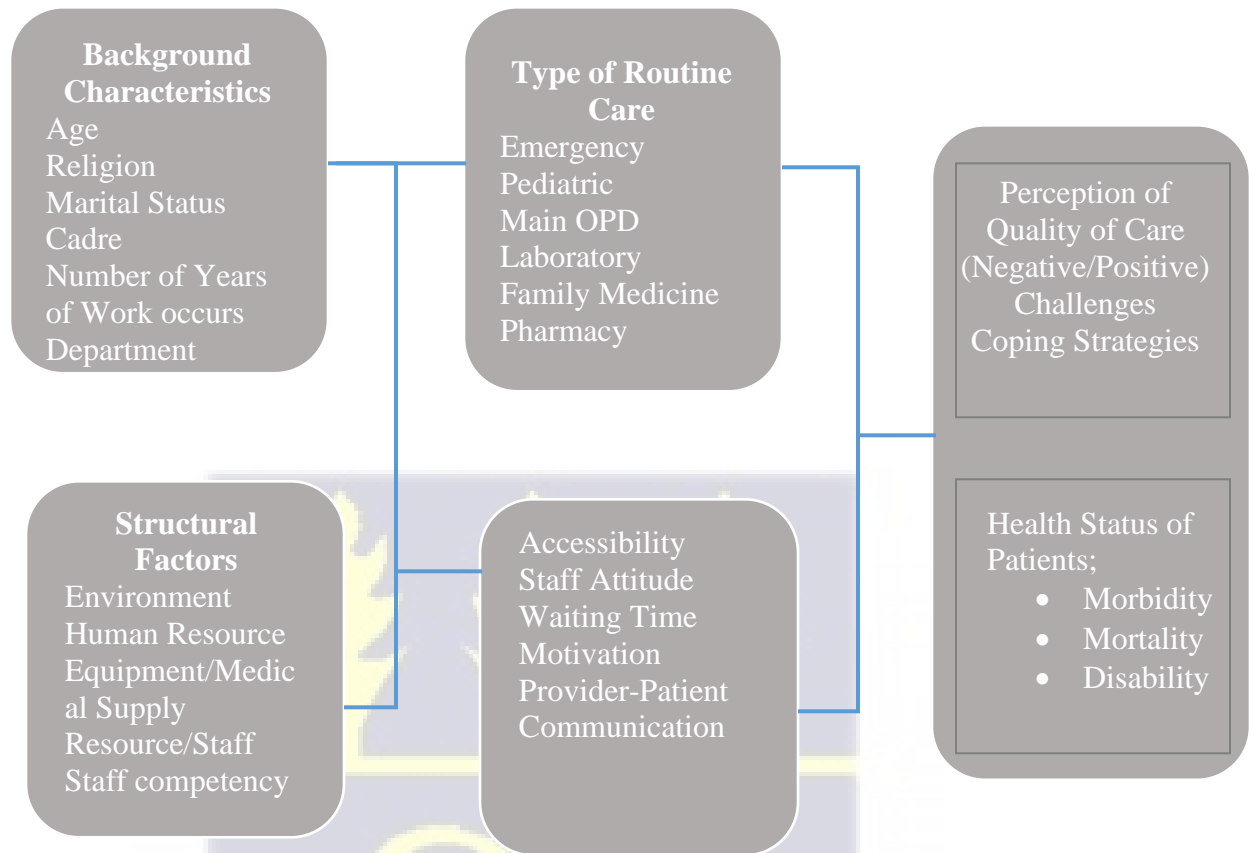 Background
Characteristics
Age
Religion
Marital Status
Cadre
Number of Years
of Work occurs
Department
Type of Routine
Care
Emergency
Pediatric
Main OPD
Laboratory
Family Medicine
Pharmacy
Perception of
Quality of Care
(Negative/Positive)
Challenges
Coping Strategies
Structural
Factors
Environment
Human Resource
Equipment/Medic
al Supply
Resource/Staff
Staff competency
Accessibility
Staff Attitude
Waiting Time
Motivation
Provider-Patient
Communication
Health Status of
Patients;
• Morbidity
• Mortality
• Disability